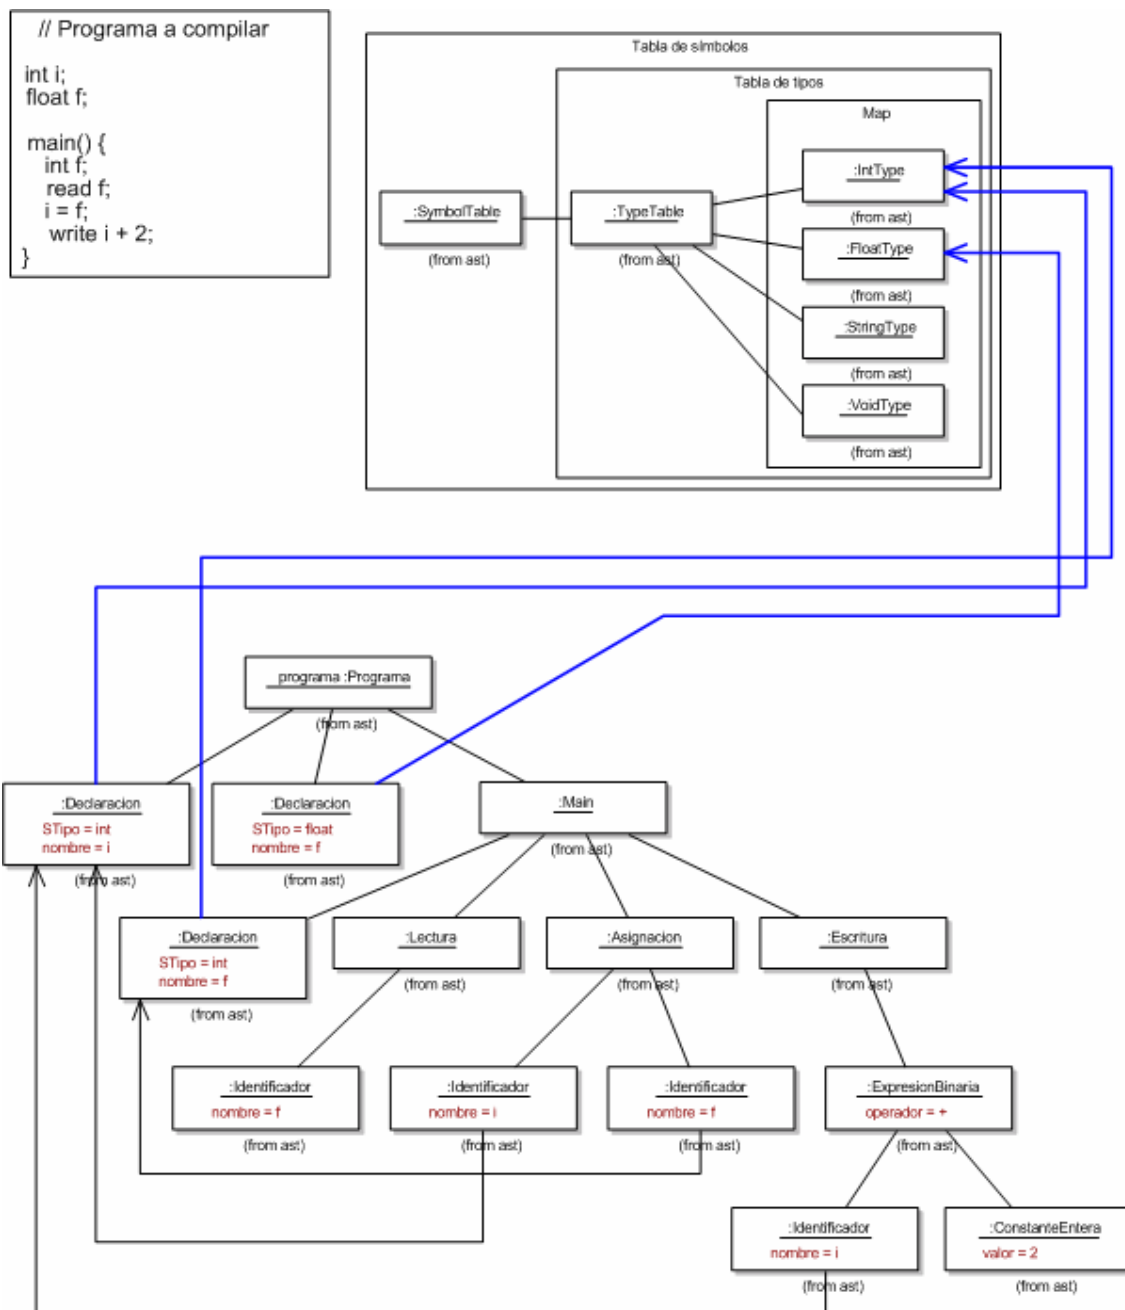 // Programa a compilar
int i;
float f;
main() {
int f;
read f;
i = f;
write i + 2;
}
Tabla de símbolos
Tabla de tipos
Map
:IntType
(from ast)
:SymbolTable
(from ast)
:TypeTable
(from ast)
:FloatType
(from ast)
:StringType
(from ast)
:VoidType
(from ast)
programa :Programa
(from ast)
:Declaracion
STipo = int
nombre = i
(from ast)
:Declaracion
STipo = float
nombre = f
(from ast)
:Main
(from ast)
:Declaracion
STipo = int
nombre = f
(from ast)
:Lectura
(from ast)
:Asignacion
(from ast)
:Escritura
(from ast)
:Identificador
nombre = f
(from ast)
:Identificador
nombre = i
(from ast)
:Identificador
nombre = f
(from ast)
:ExpresionBinaria
operador = +
(from ast)
:Identificador
nombre = i
(from ast)
:ConstanteEntera
valor = 2
(from ast)